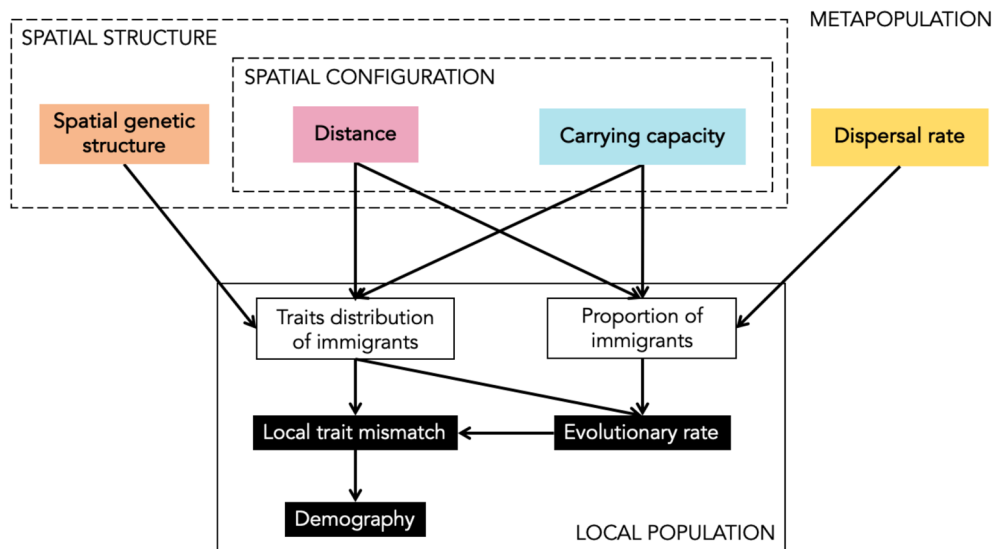 METAPOPULATION
SPATIAL STRUCTURE
SPATIAL CONFIGURATION
Spatial genetic
structure
Distance
Carrying capacity
Dispersal rate
Traits distribution
of immigrants
Proportion of
immigrants
Local trait mismatch
Evolutionary rate
Demography
LOCAL POPULATION